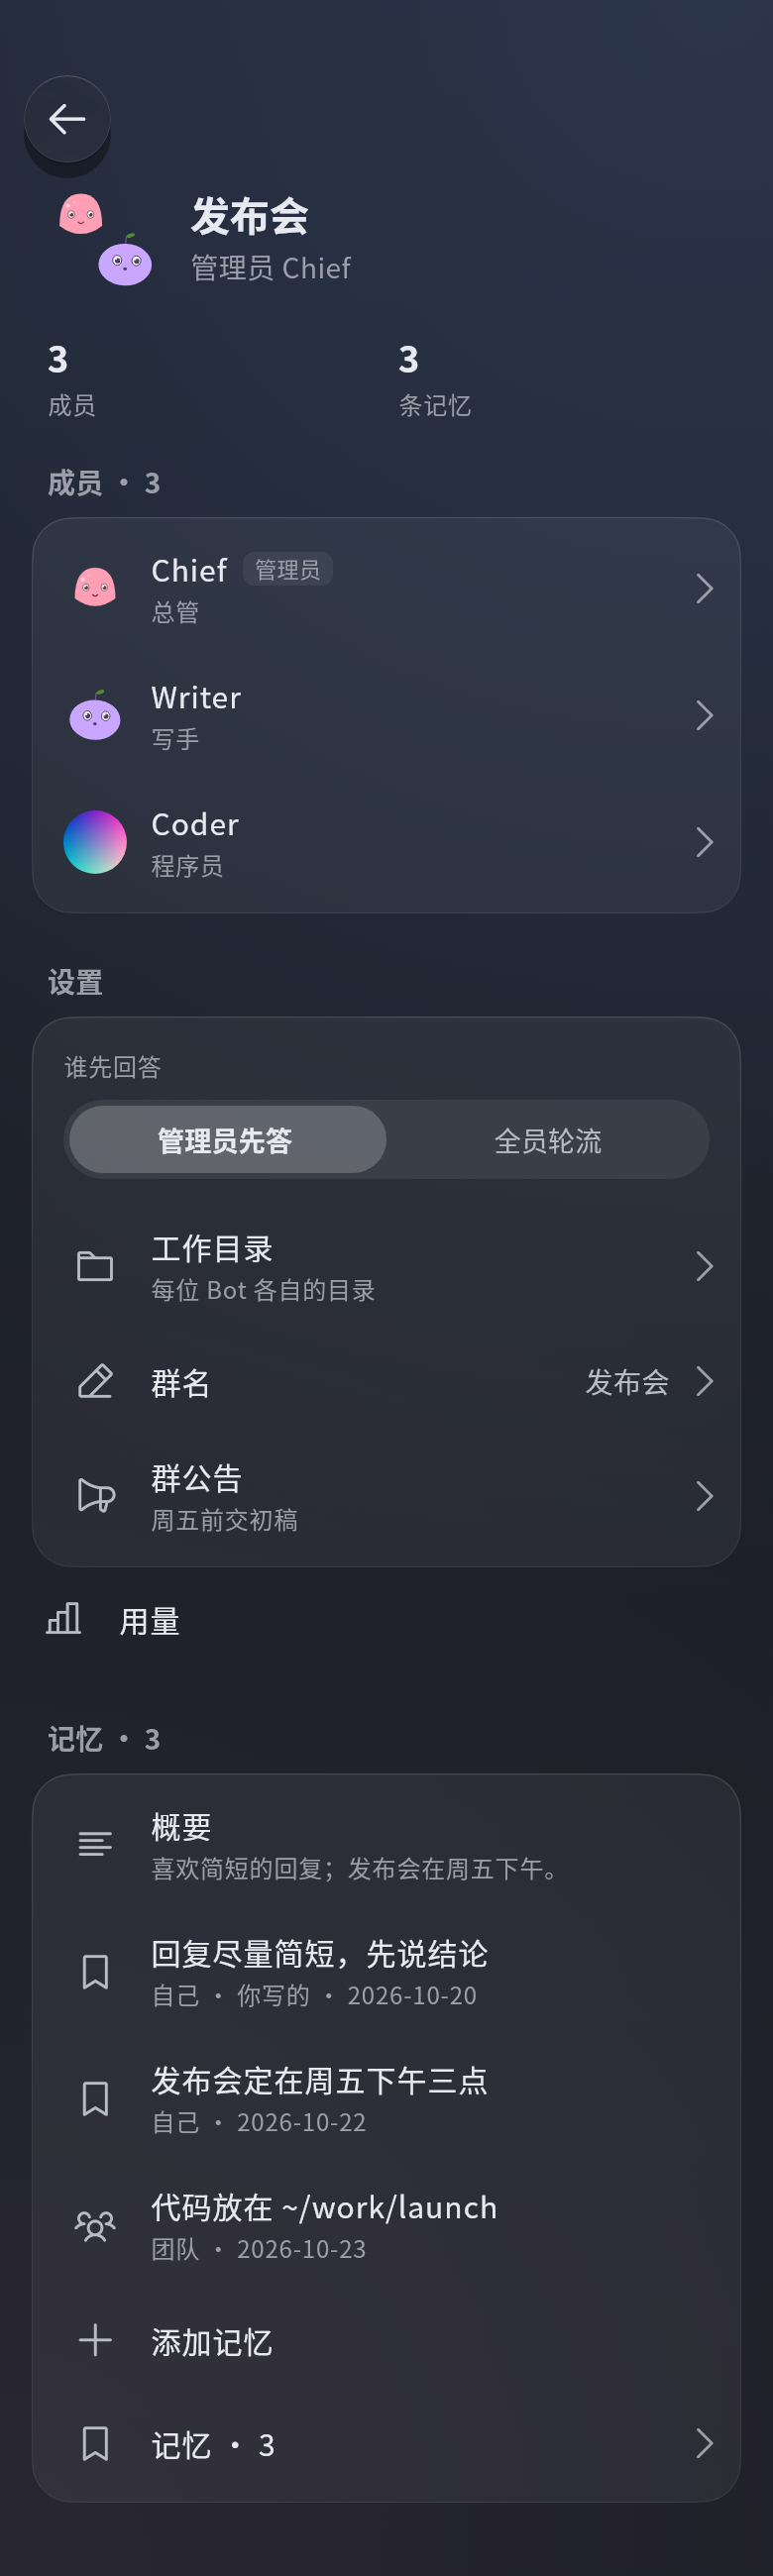 发布会
管理员 Chief
3
成员
3
条记忆
成员 · 3
Chief 管理员
总管
Writer
写手
Coder
程序员
设置
谁先回答
管理员先答
全员轮流
工作目录
每位 Bot 各自的目录
群名
发布会
群公告
周五前交初稿
用量
记忆 · 3
概要
喜欢简短的回复；发布会在周五下午。
回复尽量简短，先说结论
自己 · 你写的 · 2026-10-20
发布会定在周五下午三点
自己 · 2026-10-22
代码放在 ~/work/launch
团队 · 2026-10-23
添加记忆
记忆 · 3